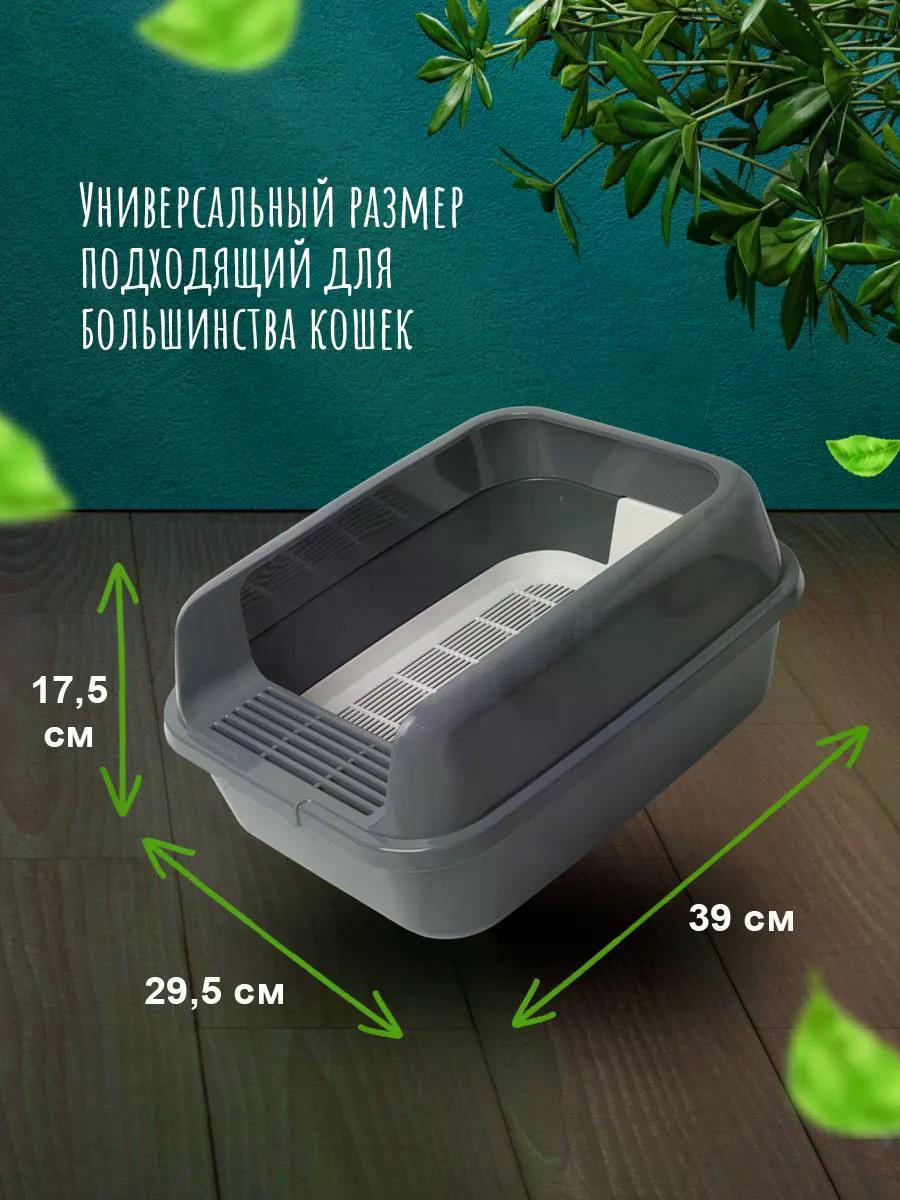 Универсальный размер
подходящий для
большинства кошек
17,5
см
39 см
29,5 см